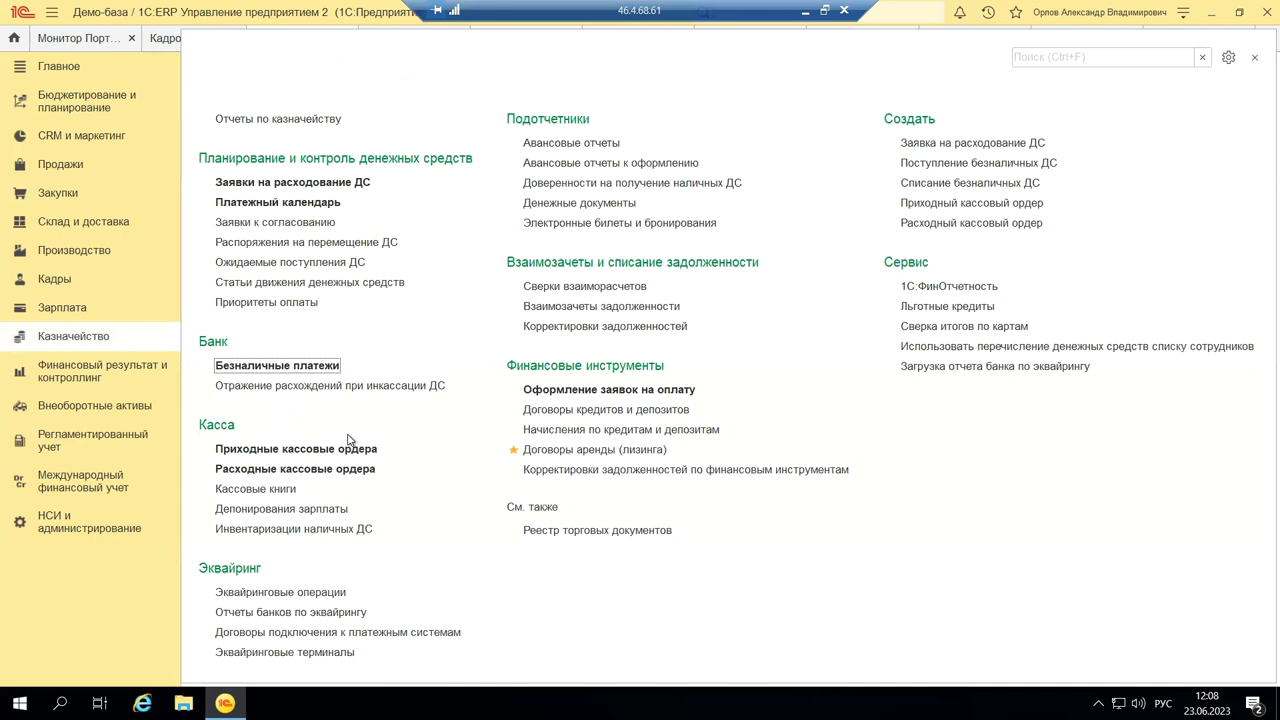 Демо-база / 1С:ERP Управление предприятием 2 (1С:Предприяти
46.4.68.61
Орлов Александр Владимирович
Монитор Порт...
Кадро
Поиск (Ctrl+F)
Главное
Бюджетирование и
планирование
CRM и маркетинг
Продажи
Закупки
Склад и доставка
Производство
Кадры
Зарплата
Казначейство
Финансовый результат и
контроллинг
Внеоборотные активы
Регламентированный
учет
Международный
финансовый учет
НСИ и
администрирование
Отчеты по казначейству
Планирование и контроль денежных средств
Заявки на расходование ДС
Платежный календарь
Заявки к согласованию
Распоряжения на перемещение ДС
Ожидаемые поступления ДС
Статьи движения денежных средств
Приоритеты оплаты
Банк
Безналичные платежи
Отражение расхождений при инкассации ДС
Касса
Приходные кассовые ордера
Расходные кассовые ордера
Кассовые книги
Депонирования зарплаты
Инвентаризации наличных ДС
Эквайринг
Эквайринговые операции
Отчеты банков по эквайрингу
Договоры подключения к платежным системам
Эквайринговые терминалы
Подотчетники
Авансовые отчеты
Авансовые отчеты к оформлению
Доверенности на получение наличных ДС
Денежные документы
Электронные билеты и бронирования
Взаимозачеты и списание задолженности
Сверки взаиморасчетов
Взаимозачеты задолженности
Корректировки задолженностей
Финансовые инструменты
Оформление заявок на оплату
Договоры кредитов и депозитов
Начисления по кредитам и депозитам
Договоры аренды (лизинга)
Корректировки задолженностей по финансовым инструментам
См. также
Реестр торговых документов
Создать
Заявка на расходование ДС
Поступление безналичных ДС
Списание безналичных ДС
Приходный кассовый ордер
Расходный кассовый ордер
Сервис
1С:ФинОтчетность
Льготные кредиты
Сверка итогов по картам
Использовать перечисление денежных средств списку сотрудников
Загрузка отчета банка по эквайрингу
РУС
12:08
23.06.2023
2